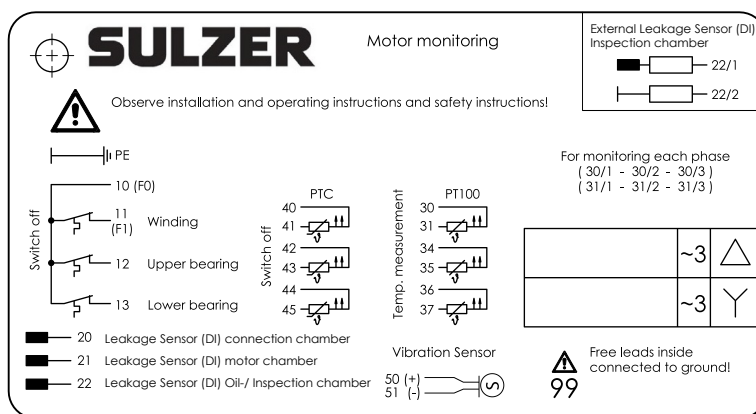 SULZER
Motor monitoring
External Leakage Sensor (DI)
Inspection chamber
22/1
22/2
Observe installation and operating instructions and safety instructions!
PE
For monitoring each phase
( 30/1 - 30/2 - 30/3 )
( 31/1 - 31/2 - 31/3 )
Switch off
10 (F0)
11
(F1)
Winding
12 Upper bearing
13 Lower bearing
Switch off
PTC
40
41
42
43
44
45
Temp. measurement
PT100
30
31
34
35
36
37
~3
~3
20 Leakage Sensor (DI) connection chamber
21 Leakage Sensor (DI) motor chamber
22 Leakage Sensor (DI) Oil-/ Inspection chamber
Vibration Sensor
50 (+)
51 (-)
S
Free leads inside
connected to ground!
99